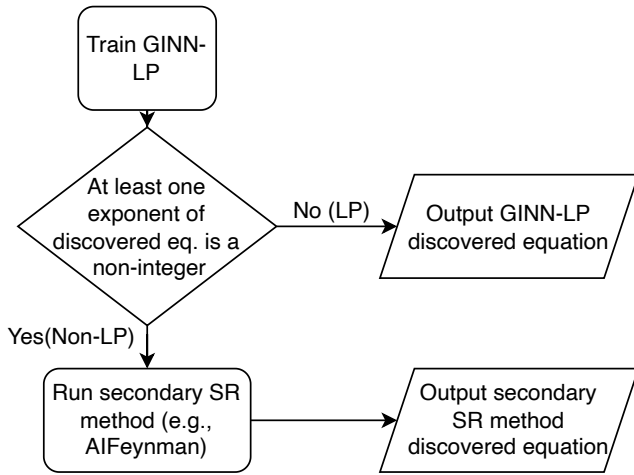 Train GINN-
LP
At least one
exponent of
discovered eq. is a
non-integer
No (LP)
Output GINN-LP
discovered equation
Yes(Non-LP)
Run secondary SR
method (e.g.,
AIFeynman)
Output secondary
SR method
discovered equation